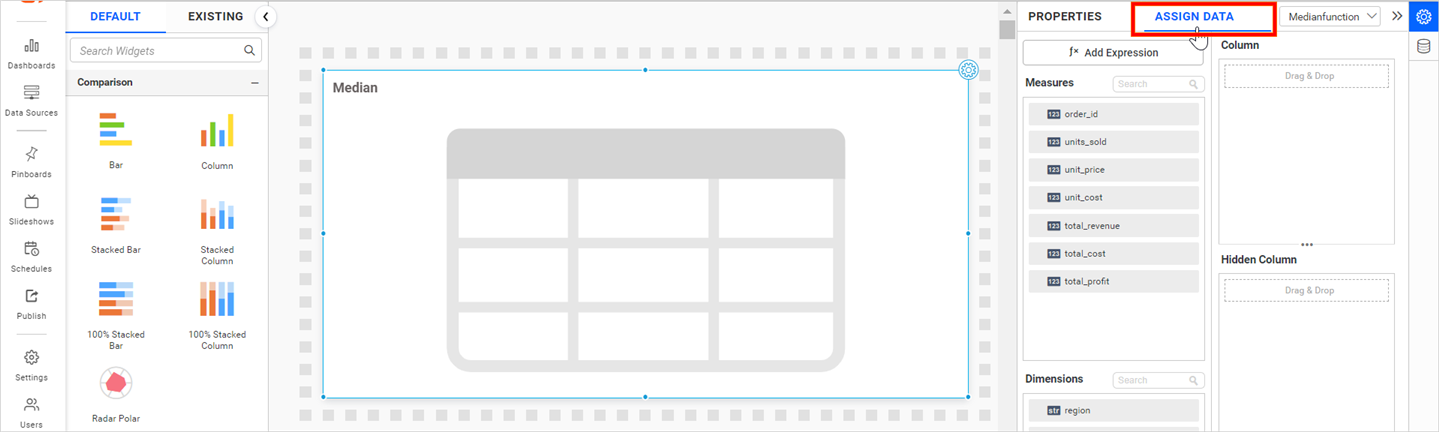 Dashboards
Data Sources
Pinboards
Slideshows
Schedules
Publish
Settings
Users
DEFAULT
EXISTING
Search Widgets
Comparison
Bar
Column
Stacked Bar
Stacked
Column
100% Stacked
Bar
100% Stacked
Column
Radar Polar
Median
PROPERTIES
ASSIGN DATA
Medianfunction
ƒx Add Expression
Measures
Search
123 order_id
123 units_sold
123 unit_price
123 unit_cost
123 total_revenue
123 total_cost
123 total_profit
Dimensions
Search
str region
Column
Drag & Drop
Hidden Column
Drag & Drop